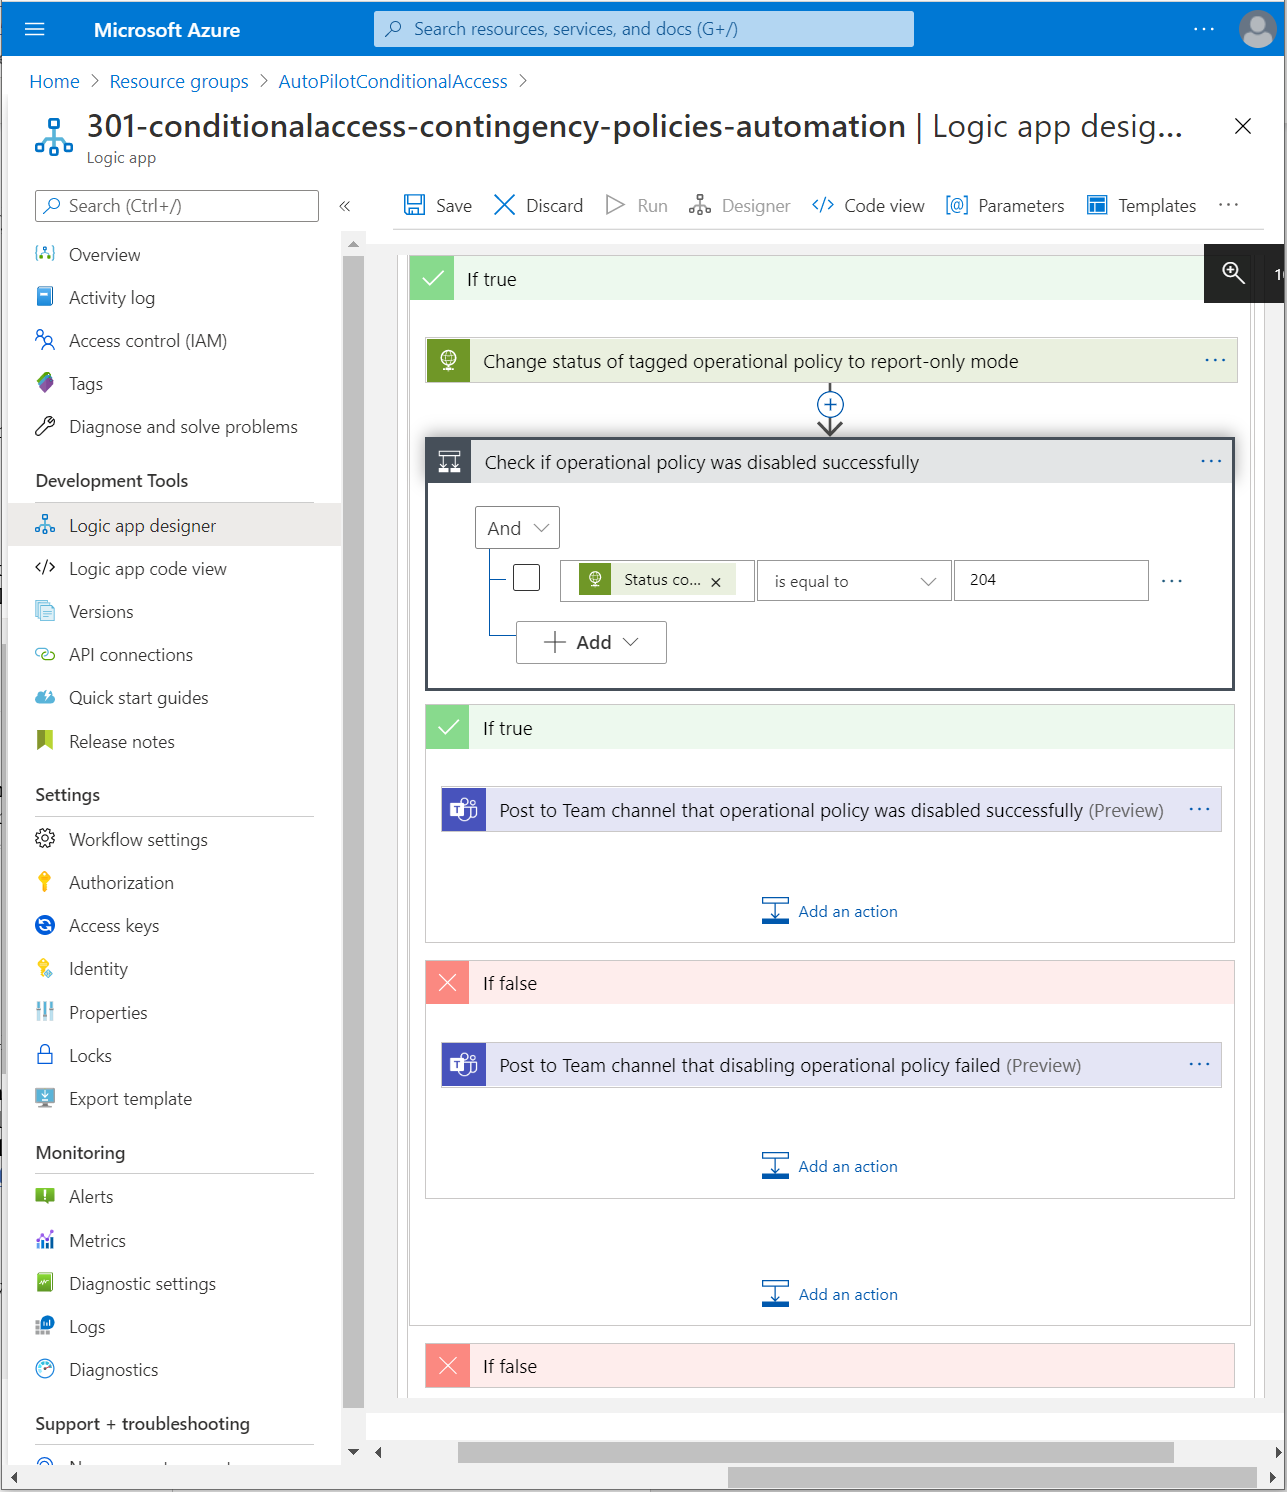 Microsoft Azure
Search resources, services, and docs (G+/)
Home > Resource groups > AutoPilotConditionalAccess >
301-conditionalaccess-contingency-policies-automation | Logic app desig...
Logic app
Search (Ctrl+/)
«
Save
Discard
Run
Designer
Code view
Parameters
Templates
Overview
Activity log
Access control (IAM)
Tags
Diagnose and solve problems
Development Tools
Logic app designer
Logic app code view
Versions
API connections
Quick start guides
Release notes
Settings
Workflow settings
Authorization
Access keys
Identity
Properties
Locks
Export template
Monitoring
Alerts
Metrics
Diagnostic settings
Logs
Diagnostics
Support + troubleshooting
If true
Change status of tagged operational policy to report-only mode
Check if operational policy was disabled successfully
And
Status co...
is equal to
204
Add
If true
Post to Team channel that operational policy was disabled successfully (Preview)
Add an action
If false
Post to Team channel that disabling operational policy failed (Preview)
Add an action
Add an action
If false